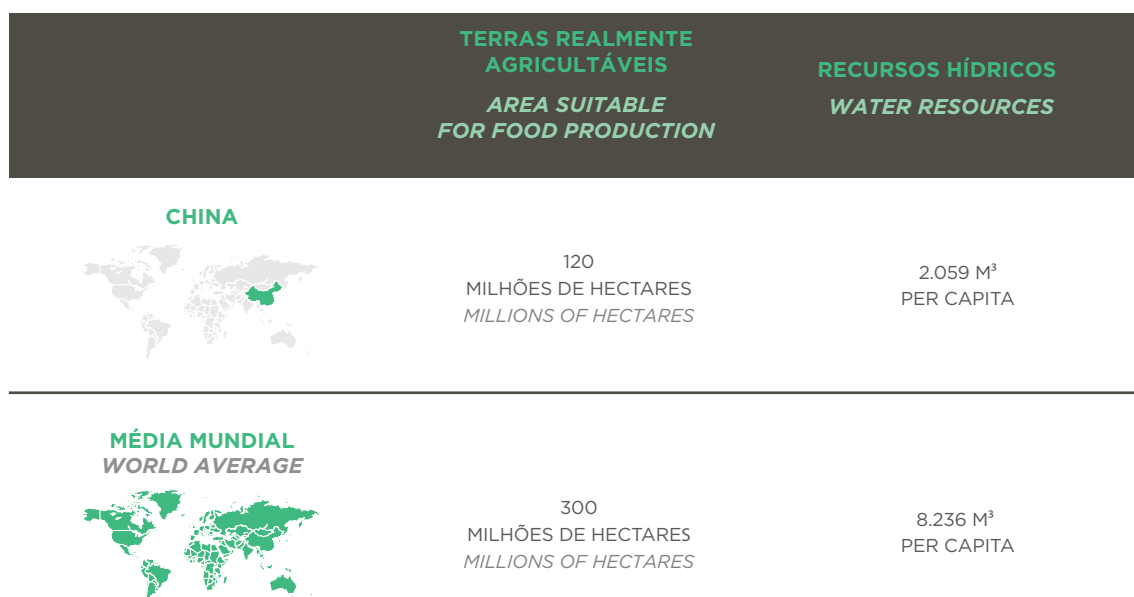 TERRAS REALMENTE
AGRICULTÁVEIS
AREA SUITABLE
FOR FOOD PRODUCTION
RECURSOS HÍDRICOS
WATER RESOURCES
CHINA
120
MILHÕES DE HECTARES
MILLIONS OF HECTARES
2.059 M³
PER CAPITA
MÉDIA MUNDIAL
WORLD AVERAGE
300
MILHÕES DE HECTARES
MILLIONS OF HECTARES
8.236 M³
PER CAPITA